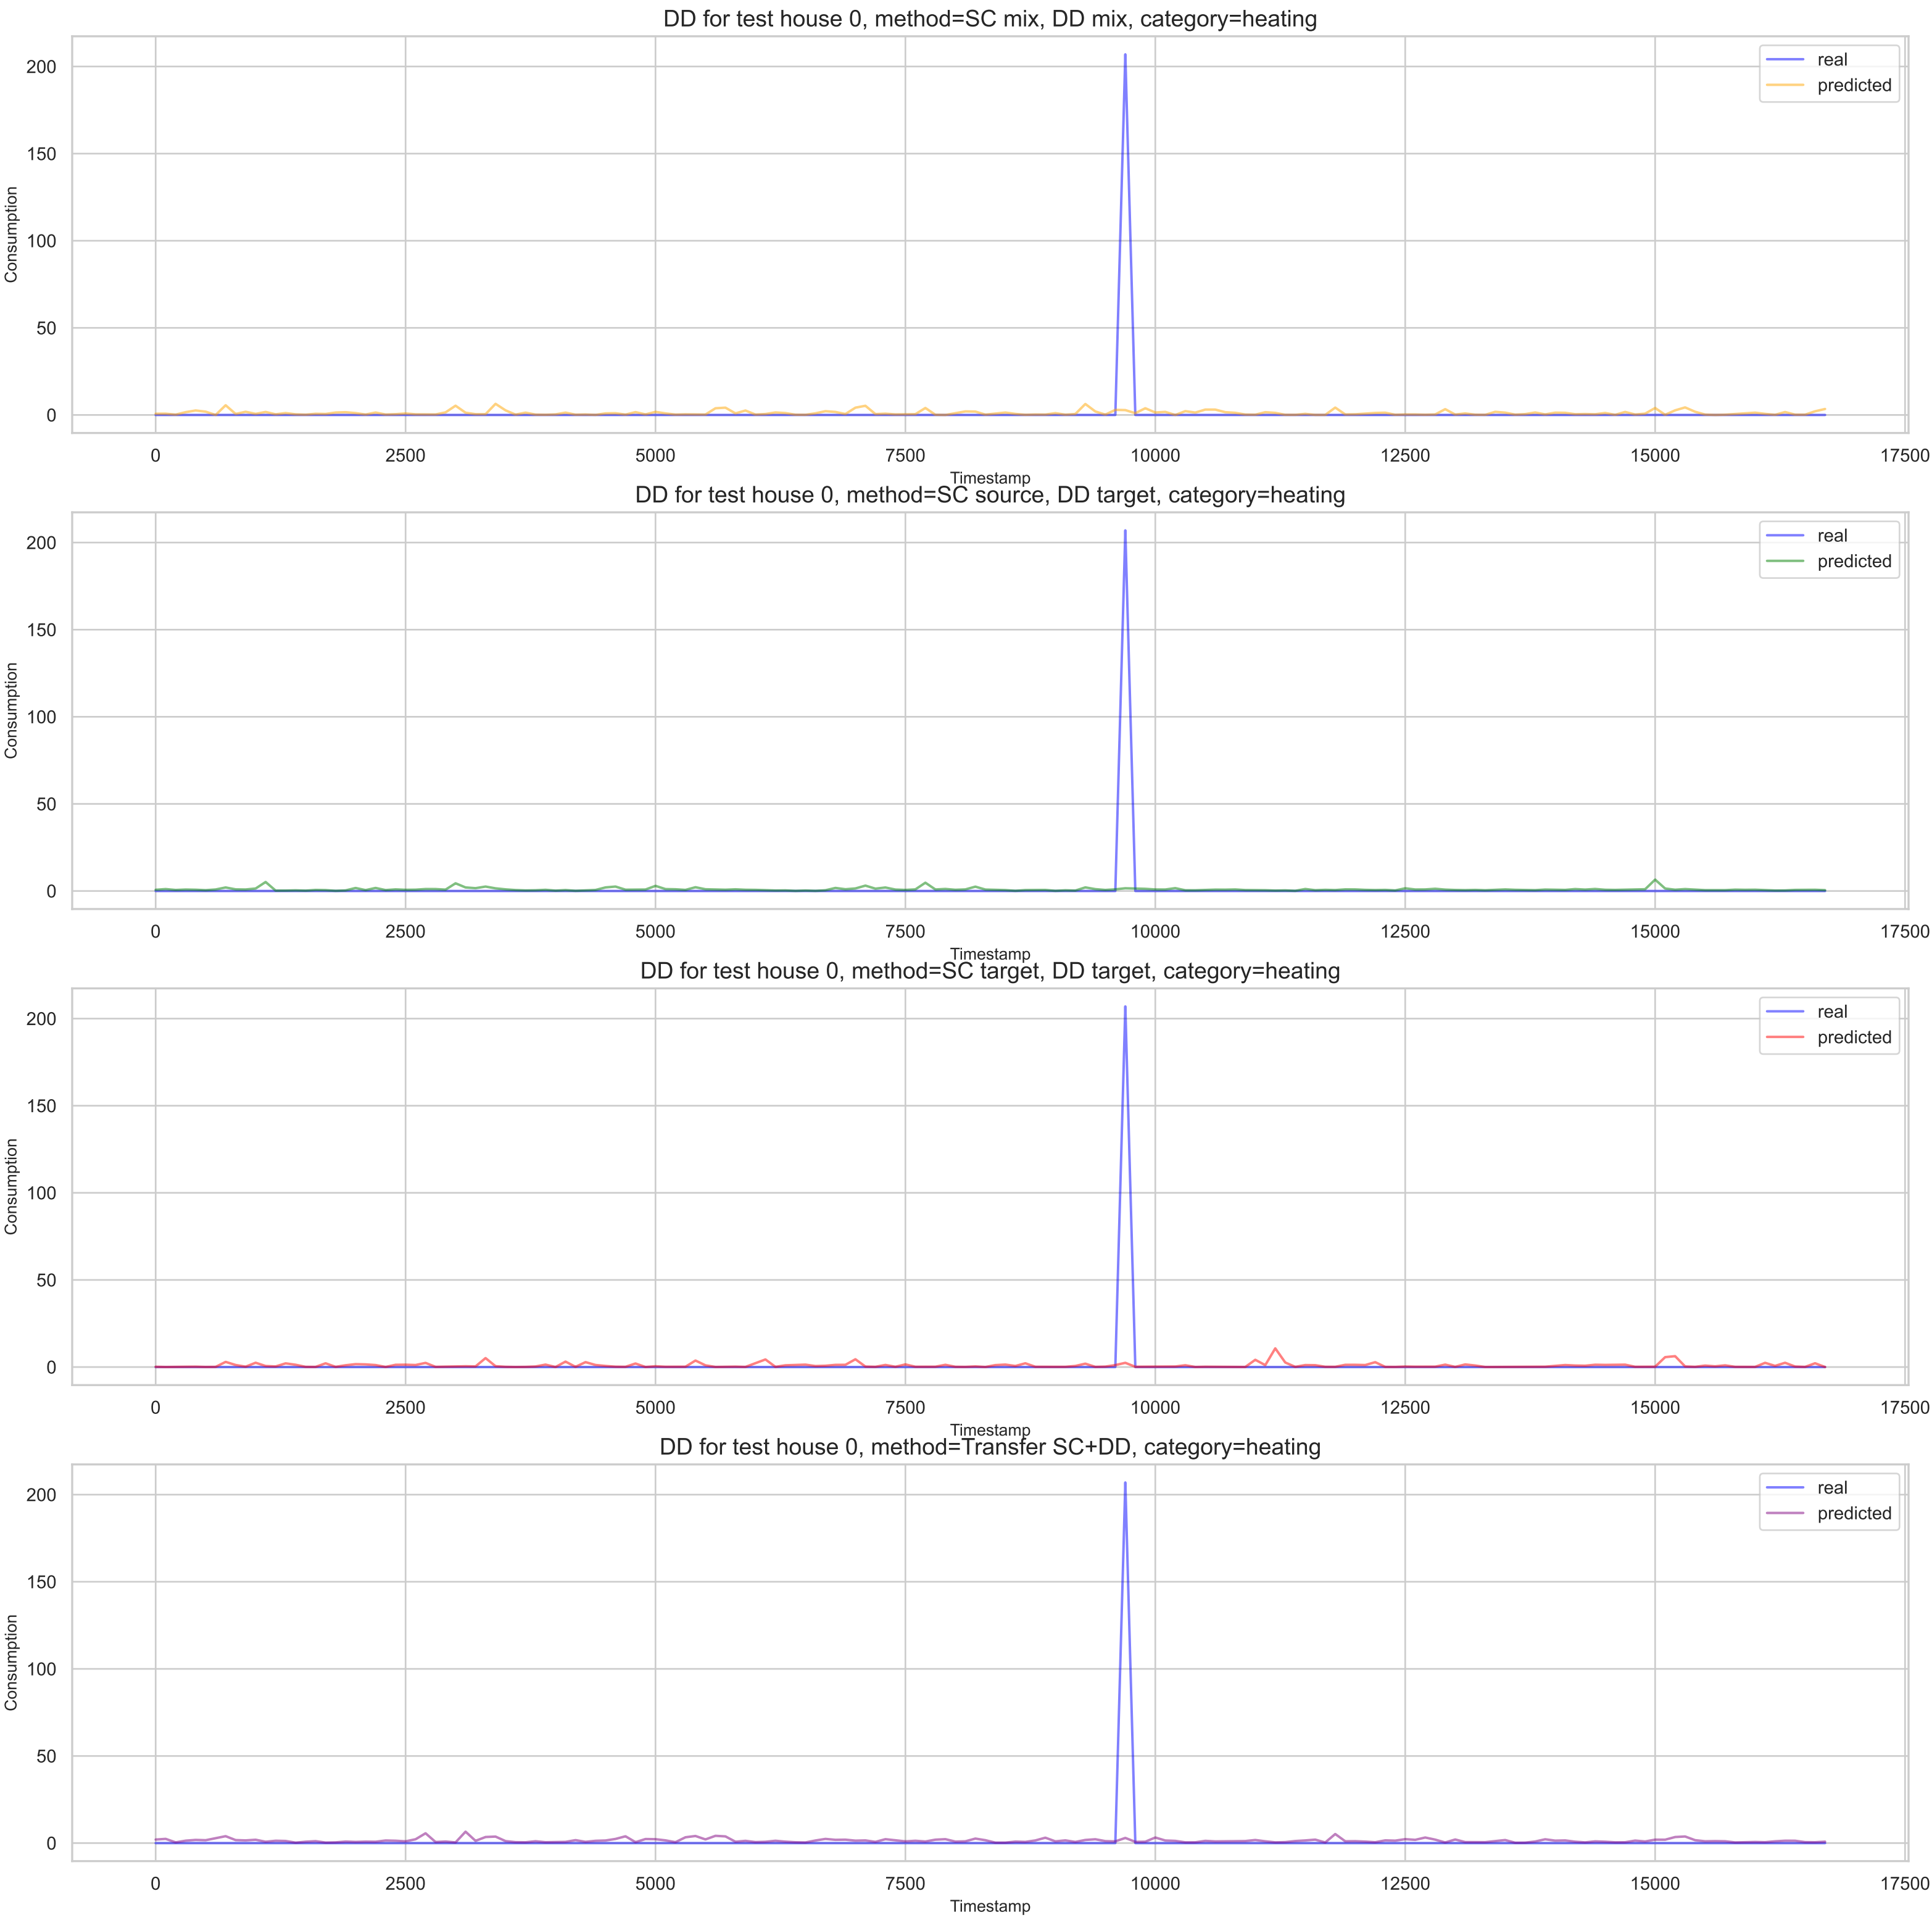 DD for test house 0, method=SC mix, DD mix, category=heating
real
predicted
200
150
100
50
0
Consumption
0 2500 5000 7500 10000 12500 15000 17500
Timestamp
DD for test house 0, method=SC source, DD target, category=heating
real
predicted
200
150
100
50
0
Consumption
0 2500 5000 7500 10000 12500 15000 17500
Timestamp
DD for test house 0, method=SC target, DD target, category=heating
real
predicted
200
150
100
50
0
Consumption
0 2500 5000 7500 10000 12500 15000 17500
Timestamp
DD for test house 0, method=Transfer SC+DD, category=heating
real
predicted
200
150
100
50
0
Consumption
0 2500 5000 7500 10000 12500 15000 17500
Timestamp